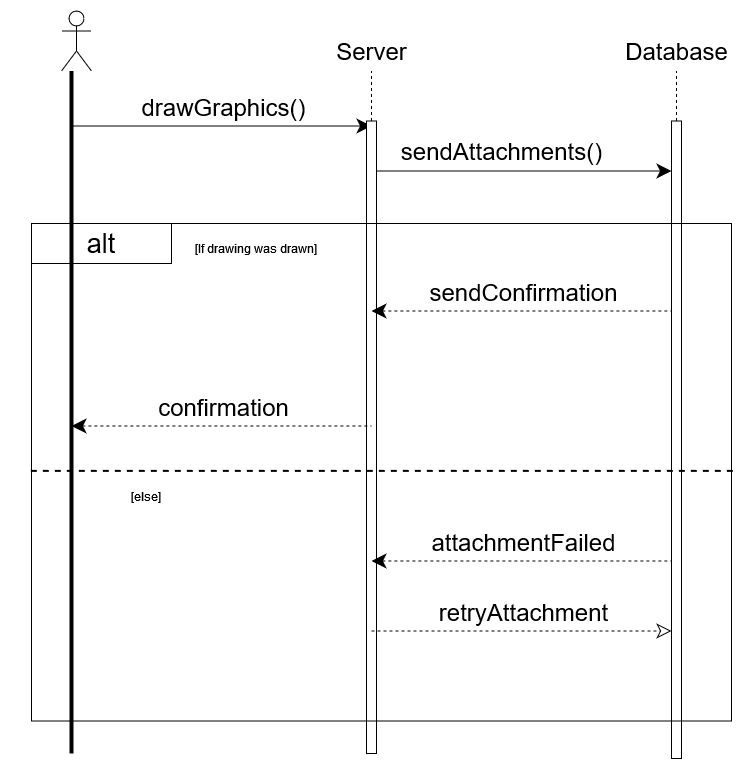 Server
Database
drawGraphics()
sendAttachments()
alt
[If drawing was drawn]
sendConfirmation
confirmation
[else]
attachmentFailed
retryAttachment